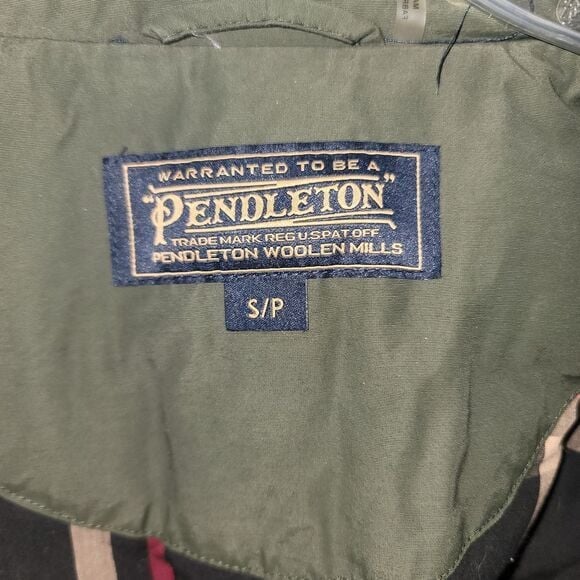 WARRANTED TO BE A
"PENDLETON"
TRADE MARK REG U.S. PAT. OFF.
PENDLETON WOOLEN MILLS
S/P